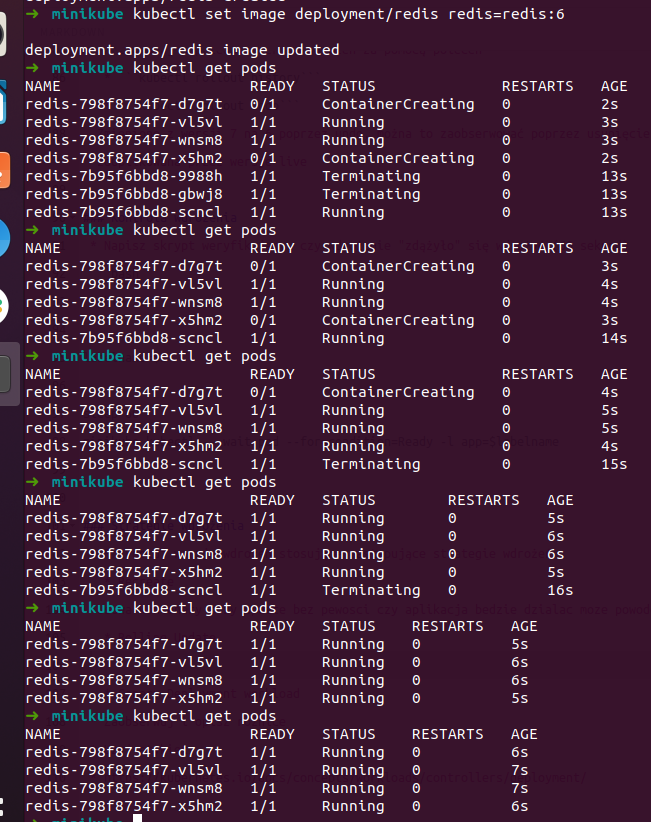 ➜ minikube kubectl set image deployment/redis redis=redis:6
deployment.apps/redis image updated
➜ minikube kubectl get pods
NAME READY STATUS RESTARTS AGE
redis-798f8754f7-d7g7t 0/1 ContainerCreating 0 2s
redis-798f8754f7-vl5vl 1/1 Running 0 3s
redis-798f8754f7-wnsm8 1/1 Running 0 3s
redis-798f8754f7-x5hm2 0/1 ContainerCreating 0 2s
redis-7b95f6bbd8-9988h 1/1 Terminating 0 13s
redis-7b95f6bbd8-gbwj8 1/1 Terminating 0 13s
redis-7b95f6bbd8-scncl 1/1 Running 0 13s
➜ minikube kubectl get pods
NAME READY STATUS RESTARTS AGE
redis-798f8754f7-d7g7t 0/1 ContainerCreating 0 3s
redis-798f8754f7-vl5vl 1/1 Running 0 4s
redis-798f8754f7-wnsm8 1/1 Running 0 4s
redis-798f8754f7-x5hm2 0/1 ContainerCreating 0 3s
redis-7b95f6bbd8-scncl 1/1 Running 0 14s
➜ minikube kubectl get pods
NAME READY STATUS RESTARTS AGE
redis-798f8754f7-d7g7t 0/1 ContainerCreating 0 4s
redis-798f8754f7-vl5vl 1/1 Running 0 5s
redis-798f8754f7-wnsm8 1/1 Running 0 5s
redis-798f8754f7-x5hm2 1/1 Running 0 4s
redis-7b95f6bbd8-scncl 1/1 Terminating 0 15s
➜ minikube kubectl get pods
NAME READY STATUS RESTARTS AGE
redis-798f8754f7-d7g7t 1/1 Running 0 5s
redis-798f8754f7-vl5vl 1/1 Running 0 6s
redis-798f8754f7-wnsm8 1/1 Running 0 6s
redis-798f8754f7-x5hm2 1/1 Running 0 5s
redis-7b95f6bbd8-scncl 1/1 Terminating 0 16s
➜ minikube kubectl get pods
NAME READY STATUS RESTARTS AGE
redis-798f8754f7-d7g7t 1/1 Running 0 5s
redis-798f8754f7-vl5vl 1/1 Running 0 6s
redis-798f8754f7-wnsm8 1/1 Running 0 6s
redis-798f8754f7-x5hm2 1/1 Running 0 5s
➜ minikube kubectl get pods
NAME READY STATUS RESTARTS AGE
redis-798f8754f7-d7g7t 1/1 Running 0 6s
redis-798f8754f7-vl5vl 1/1 Running 0 7s
redis-798f8754f7-wnsm8 1/1 Running 0 7s
redis-798f8754f7-x5hm2 1/1 Running 0 6s